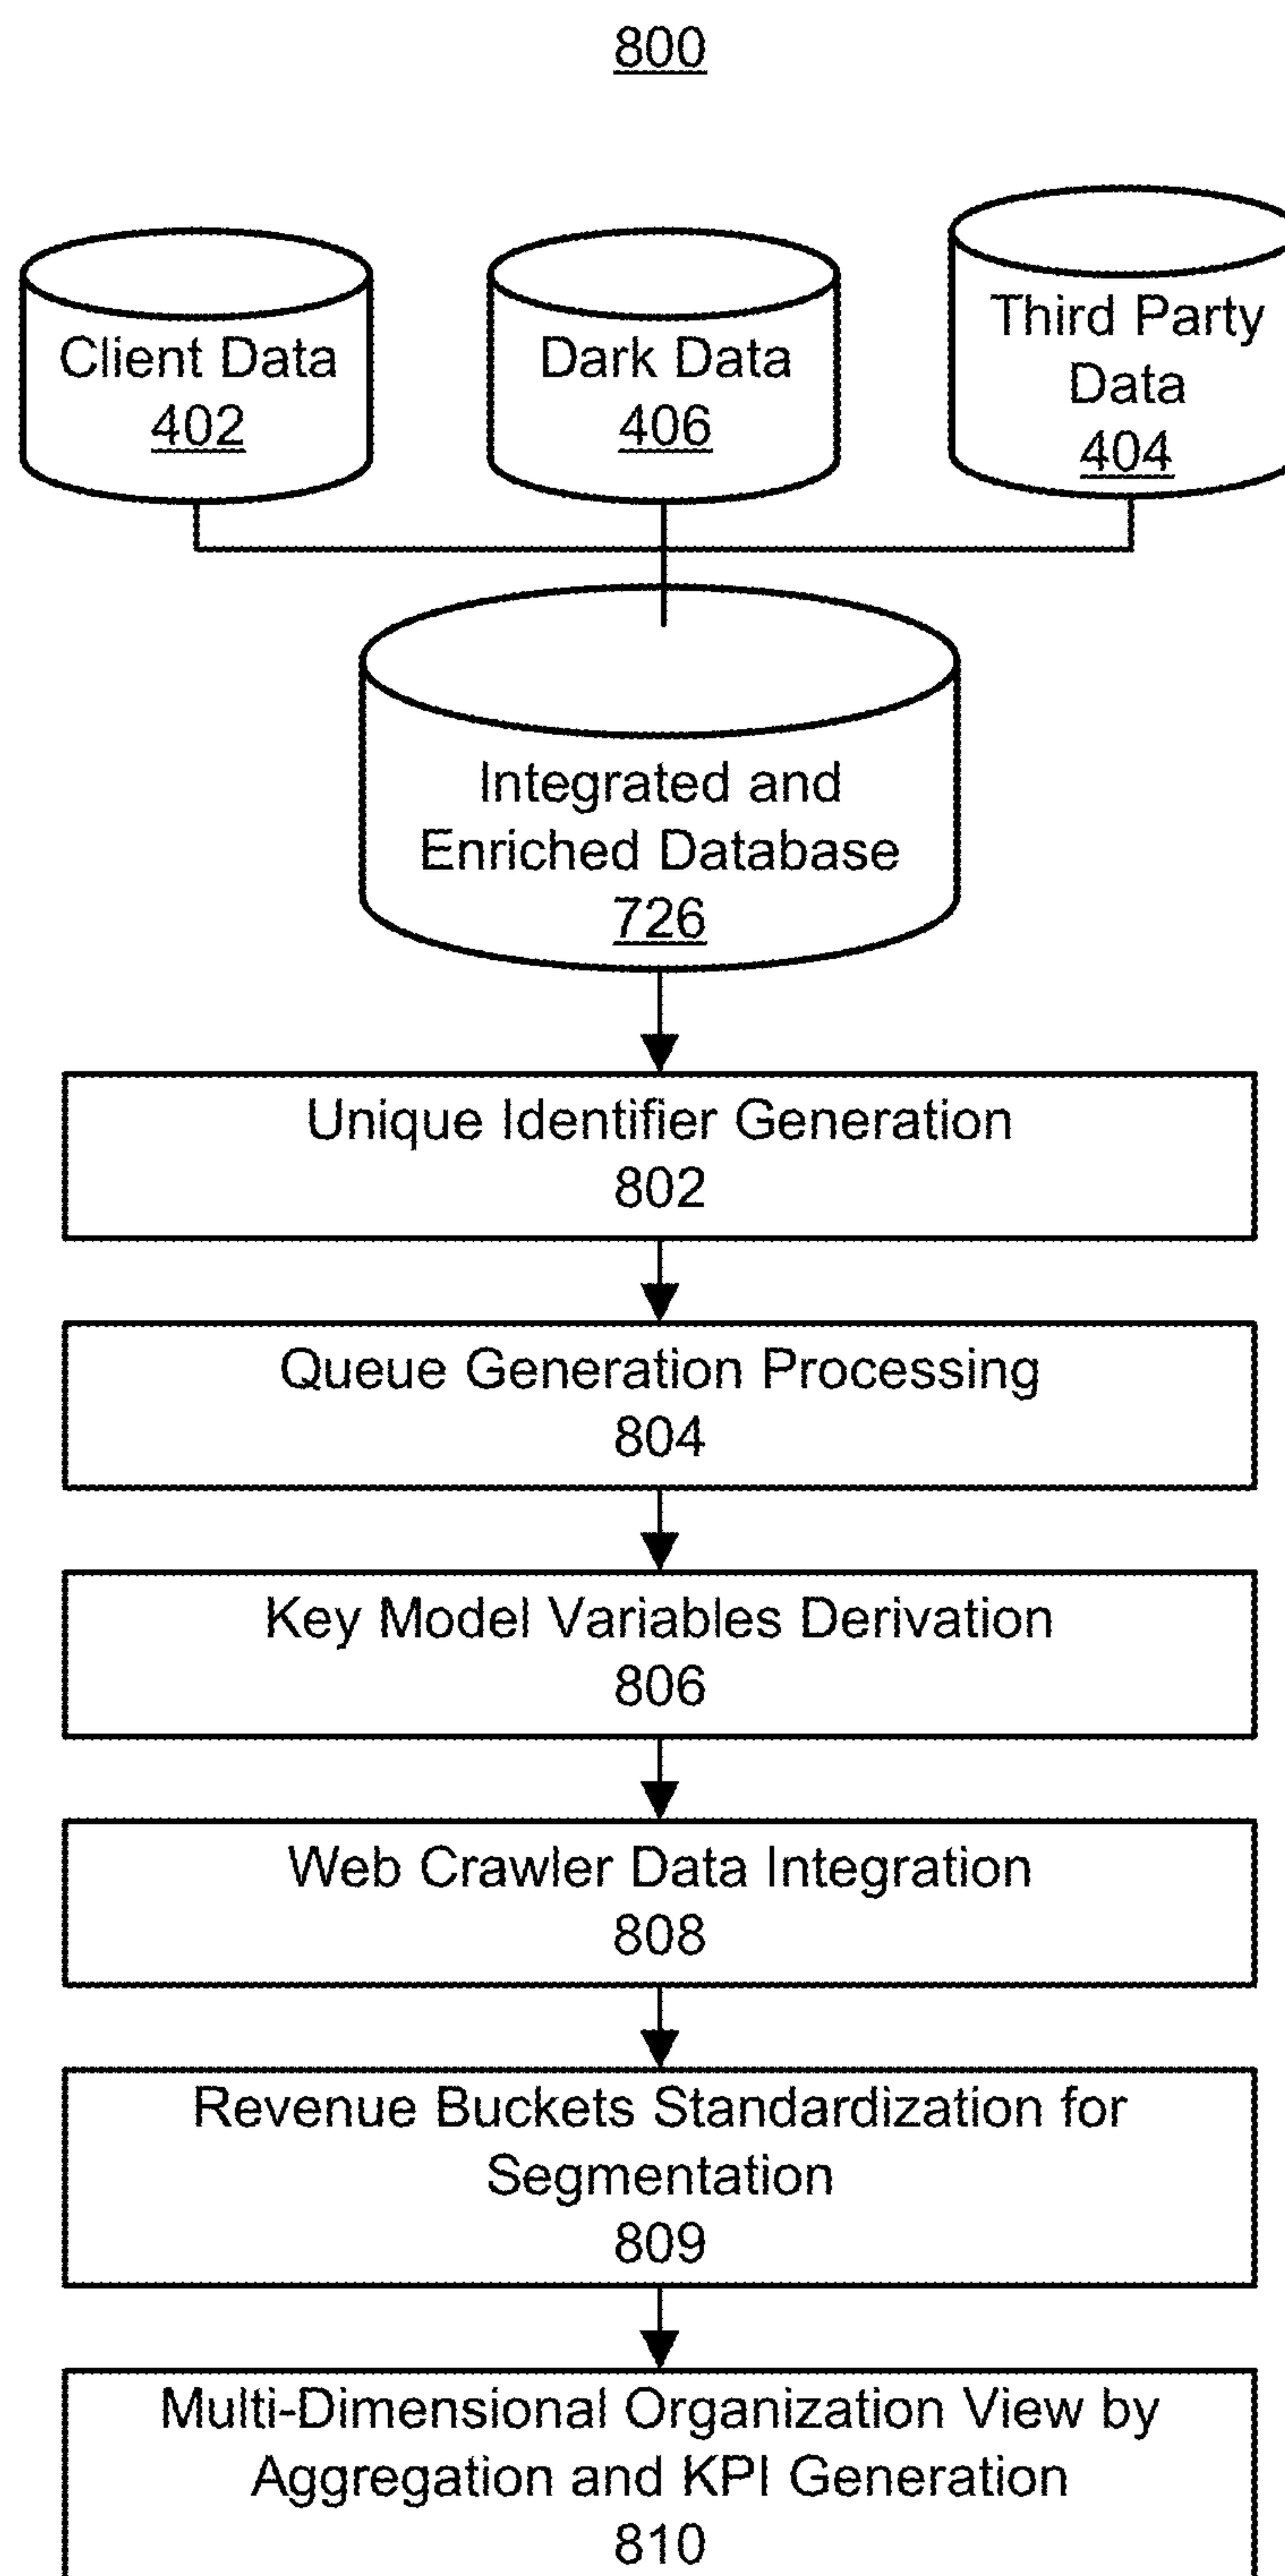 800
Client Data
402
Dark Data
406
Third Party
Data
404
Integrated and
Enriched Database
726
Unique Identifier Generation
802
Queue Generation Processing
804
Key Model Variables Derivation
806
Web Crawler Data Integration
808
Revenue Buckets Standardization for
Segmentation
809
Multi-Dimensional Organization View by
Aggregation and KPI Generation
810